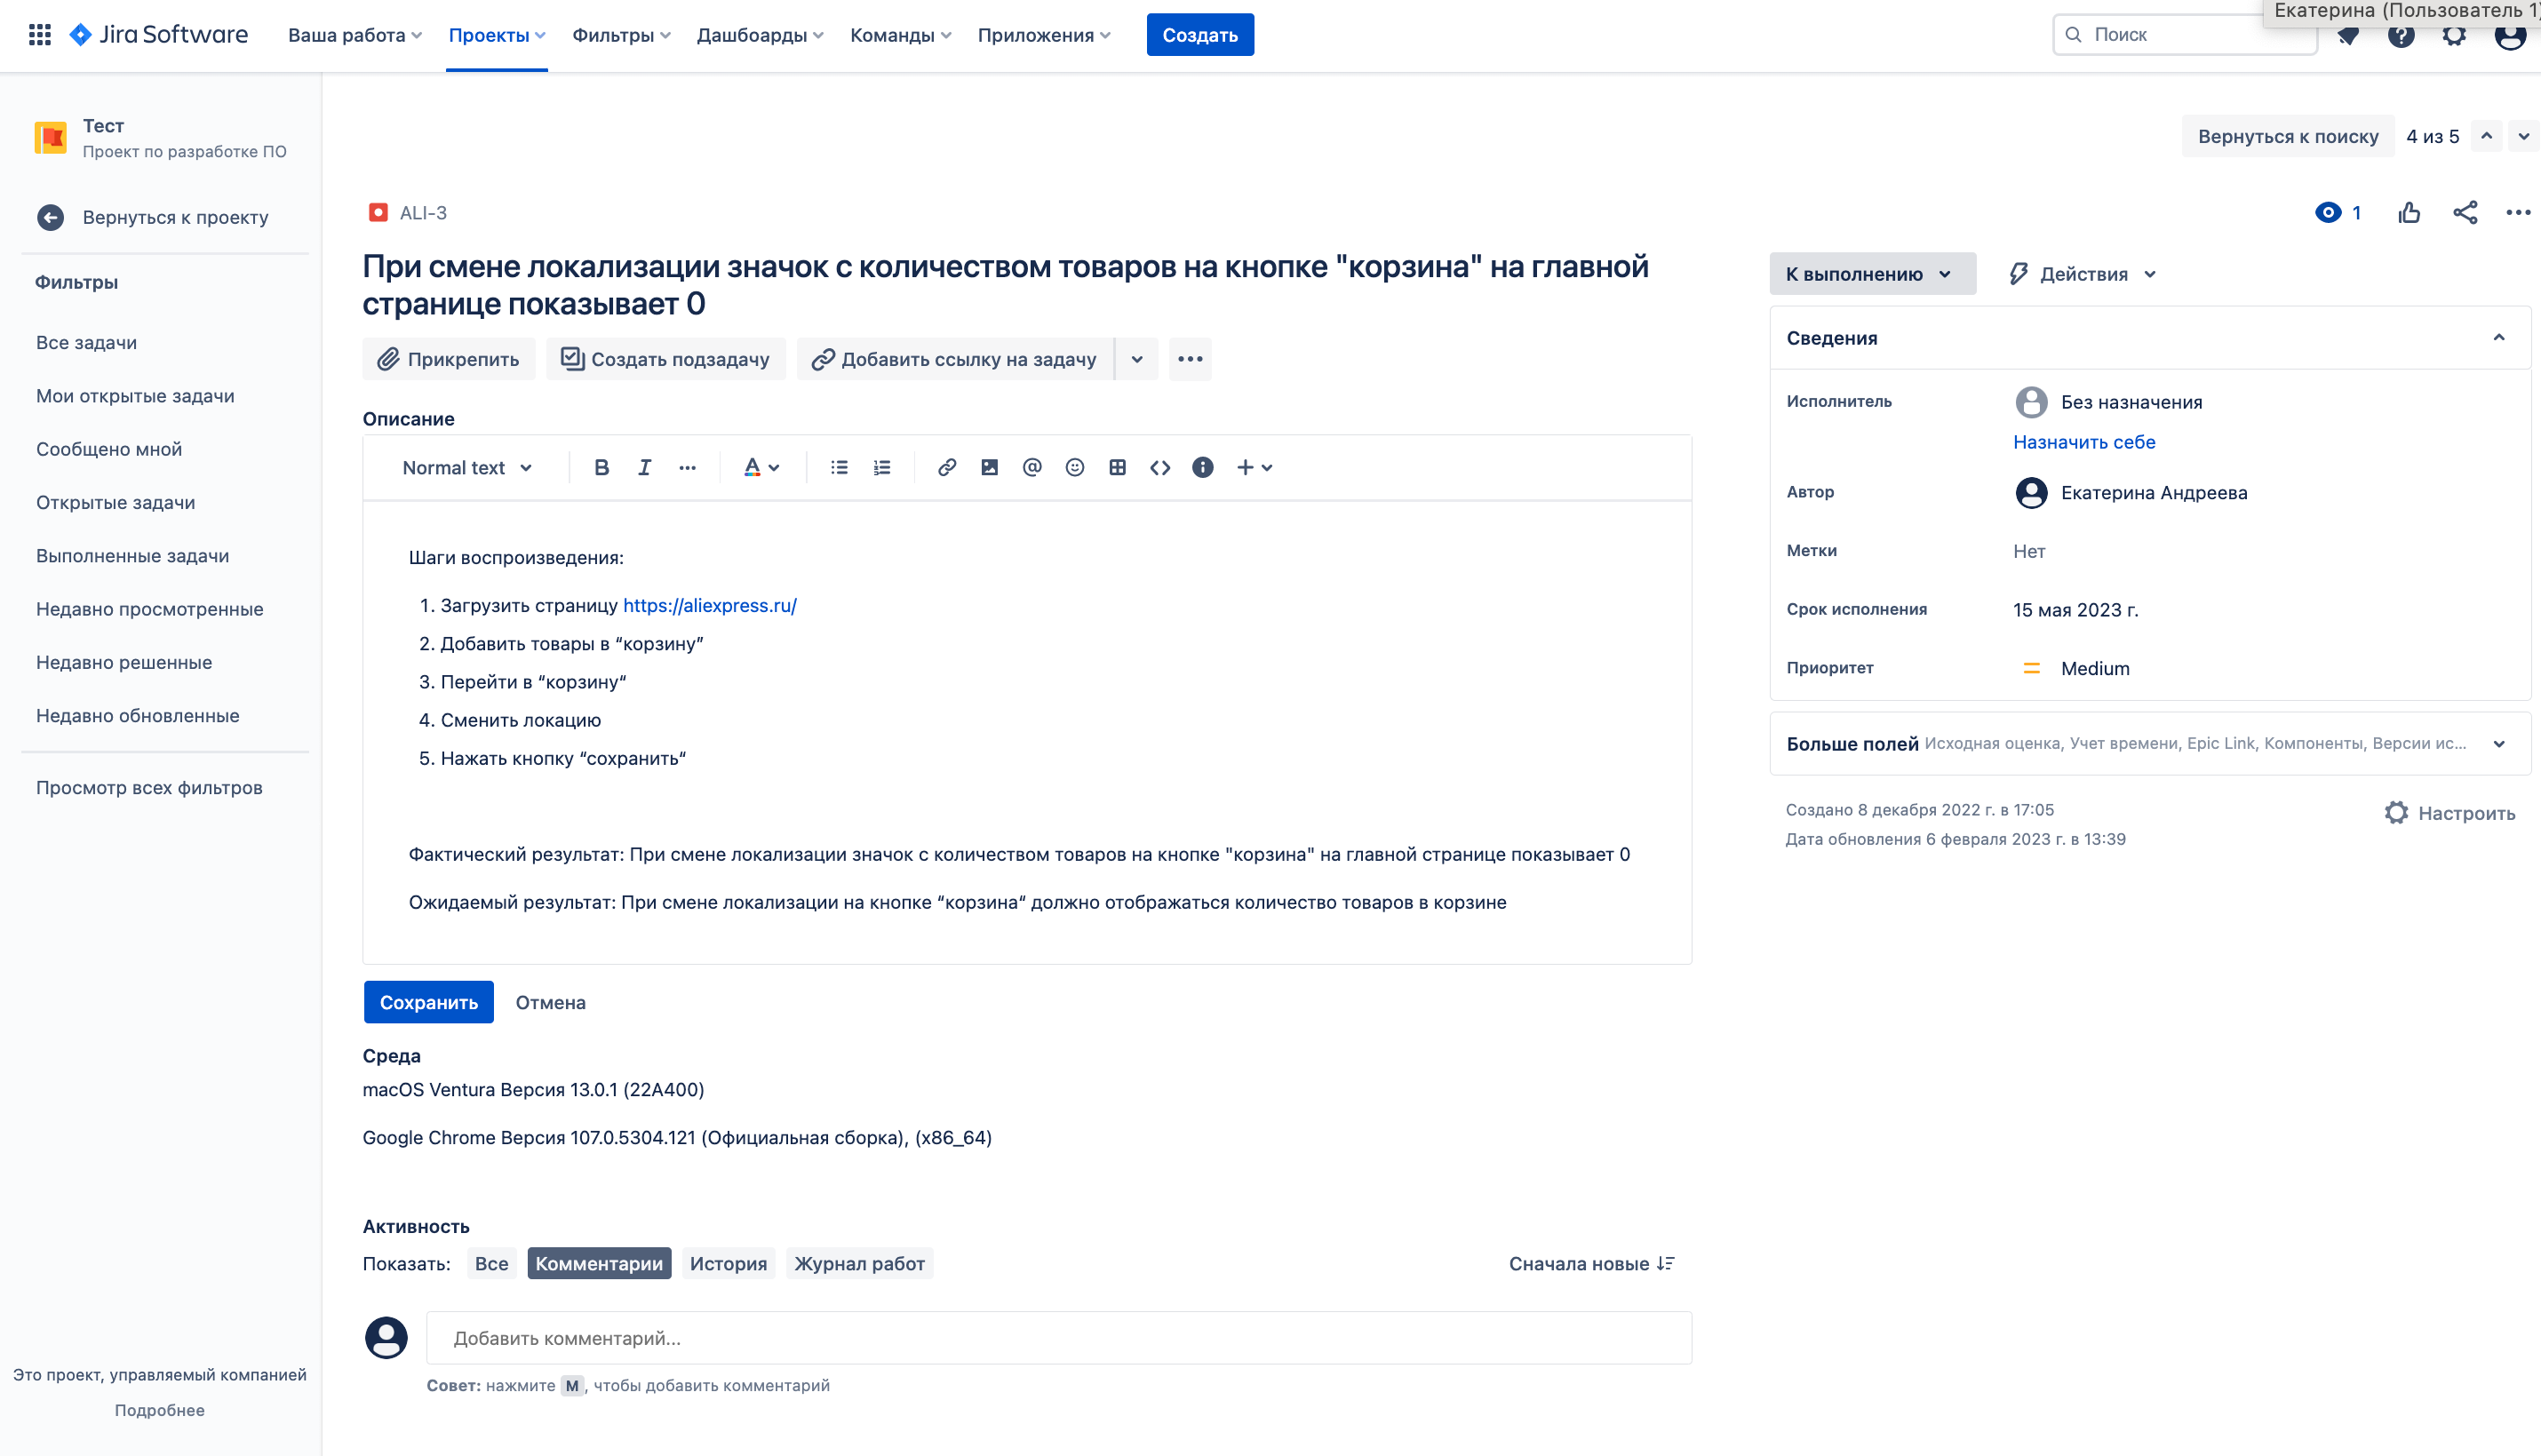 Екатерина (Пользователь 1)
Jira Software
Ваша работа
Проекты
Фильтры
Дашбоарды
Команды
Приложения
Создать
Поиск
Тест
Проект по разработке ПО
Вернуться к проекту
Фильтры
Все задачи
Мои открытые задачи
Сообщено мной
Открытые задачи
Выполненные задачи
Недавно просмотренные
Недавно решенные
Недавно обновленные
Просмотр всех фильтров
Это проект, управляемый компанией
Подробнее
Вернуться к поиску
4 из 5
ALI-3
1
При смене локализации значок с количеством товаров на кнопке "корзина" на главной
странице показывает 0
Прикрепить
Создать подзадачу
Добавить ссылку на задачу
Описание
Normal text
Шаги воспроизведения:
1. Загрузить страницу https://aliexpress.ru/
2. Добавить товары в “корзину”
3. Перейти в “корзину“
4. Сменить локацию
5. Нажать кнопку “сохранить“
Фактический результат: При смене локализации значок с количеством товаров на кнопке "корзина" на главной странице показывает 0
Ожидаемый результат: При смене локализации на кнопке “корзина“ должно отображаться количество товаров в корзине
Сохранить
Отмена
Среда
macOS Ventura Версия 13.0.1 (22A400)
Google Chrome Версия 107.0.5304.121 (Официальная сборка), (x86_64)
Активность
Показать:
Все
Комментарии
История
Журнал работ
Сначала новые
Добавить комментарий...
Совет: нажмите M, чтобы добавить комментарий
К выполнению
Действия
Сведения
Исполнитель
Без назначения
Назначить себе
Автор
Екатерина Андреева
Метки
Нет
Срок исполнения
15 мая 2023 г.
Приоритет
Medium
Больше полей Исходная оценка, Учет времени, Epic Link, Компоненты, Версии ис...
Создано 8 декабря 2022 г. в 17:05
Дата обновления 6 февраля 2023 г. в 13:39
Настроить